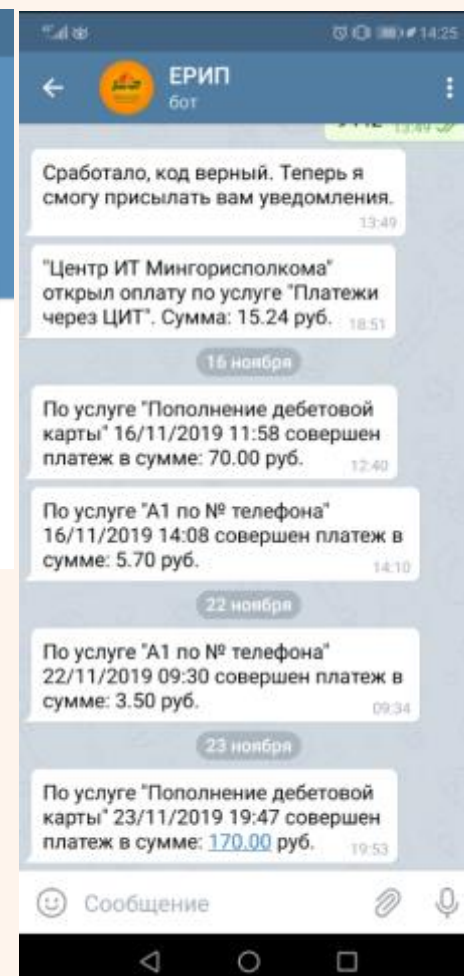 14:25
ЕРИП
бот
13:49
Сработало, код верный. Теперь я
смогу присылать вам уведомления.
13:49
"Центр ИТ Мингорисполкома"
открыл оплату по услуге "Платежи
через ЦИТ". Сумма: 15.24 руб.
18:51
16 ноября
По услуге "Пополнение дебетовой
карты" 16/11/2019 11:58 совершен
платеж в сумме: 70.00 руб.
12:40
По услуге "А1 по № телефона"
16/11/2019 14:08 совершен платеж в
сумме: 5.70 руб.
14:10
22 ноября
По услуге "А1 по № телефона"
22/11/2019 09:30 совершен платеж в
сумме: 3.50 руб.
09:34
23 ноября
По услуге "Пополнение дебетовой
карты" 23/11/2019 19:47 совершен
платеж в сумме: 170.00 руб.
19:53
Сообщение